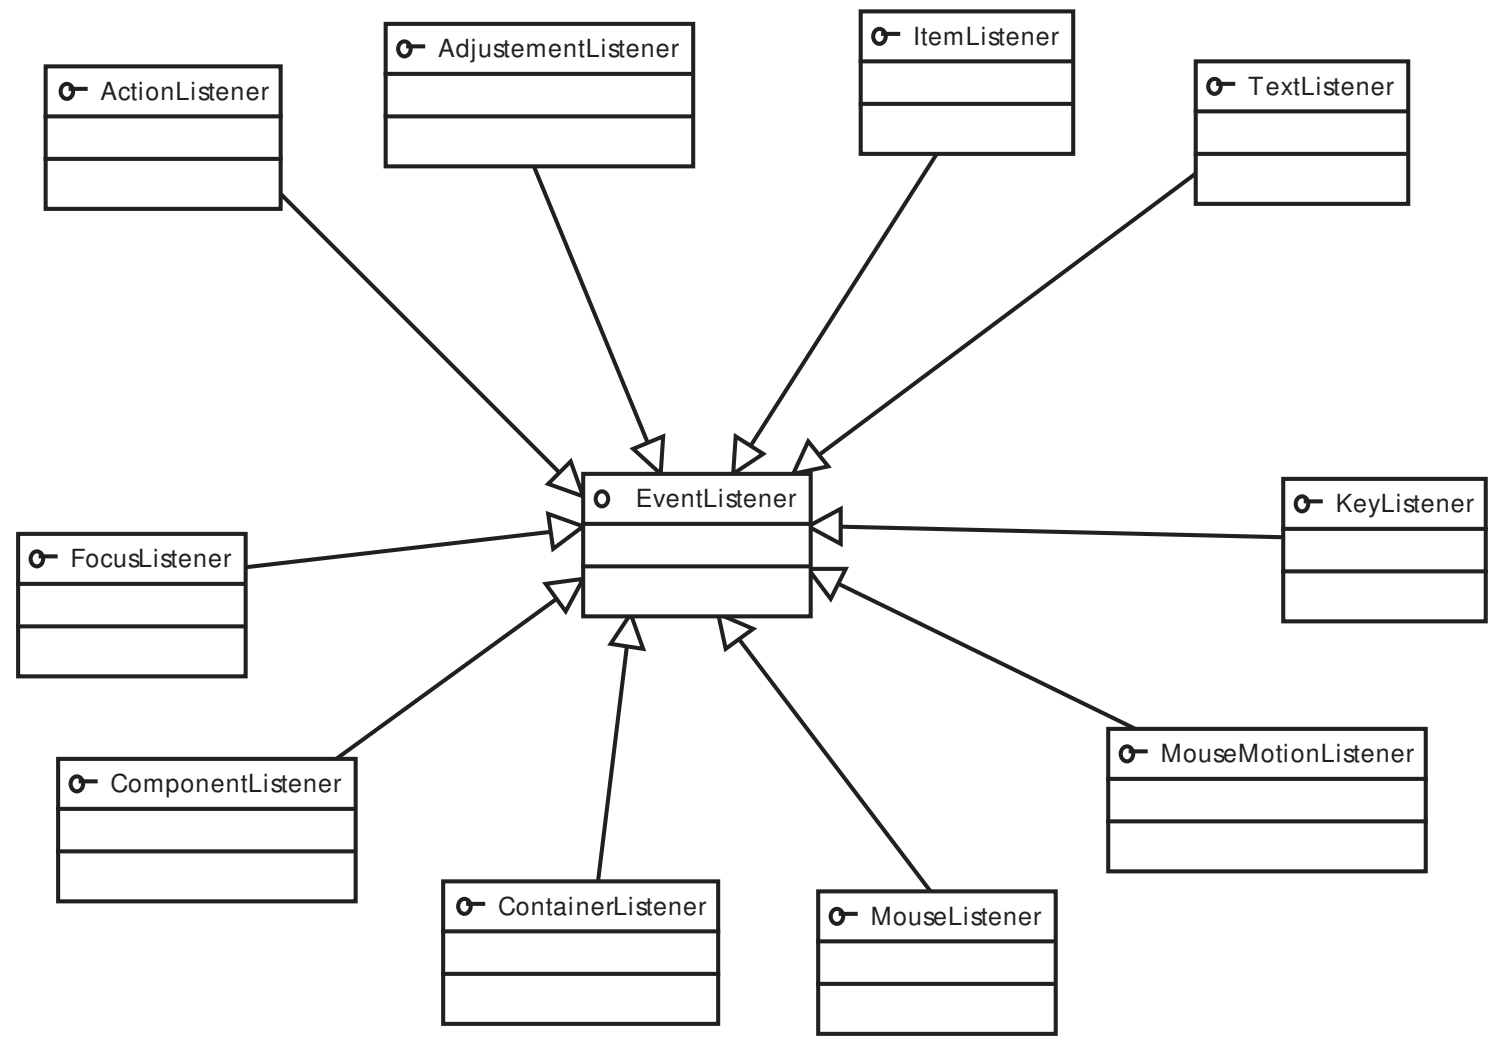 ItemListener
AdjustementListener
TextListener
ActionListener
EventListener
KeyListener
FocusListener
MouseMotionListener
ComponentListener
ContainerListener
MouseListener